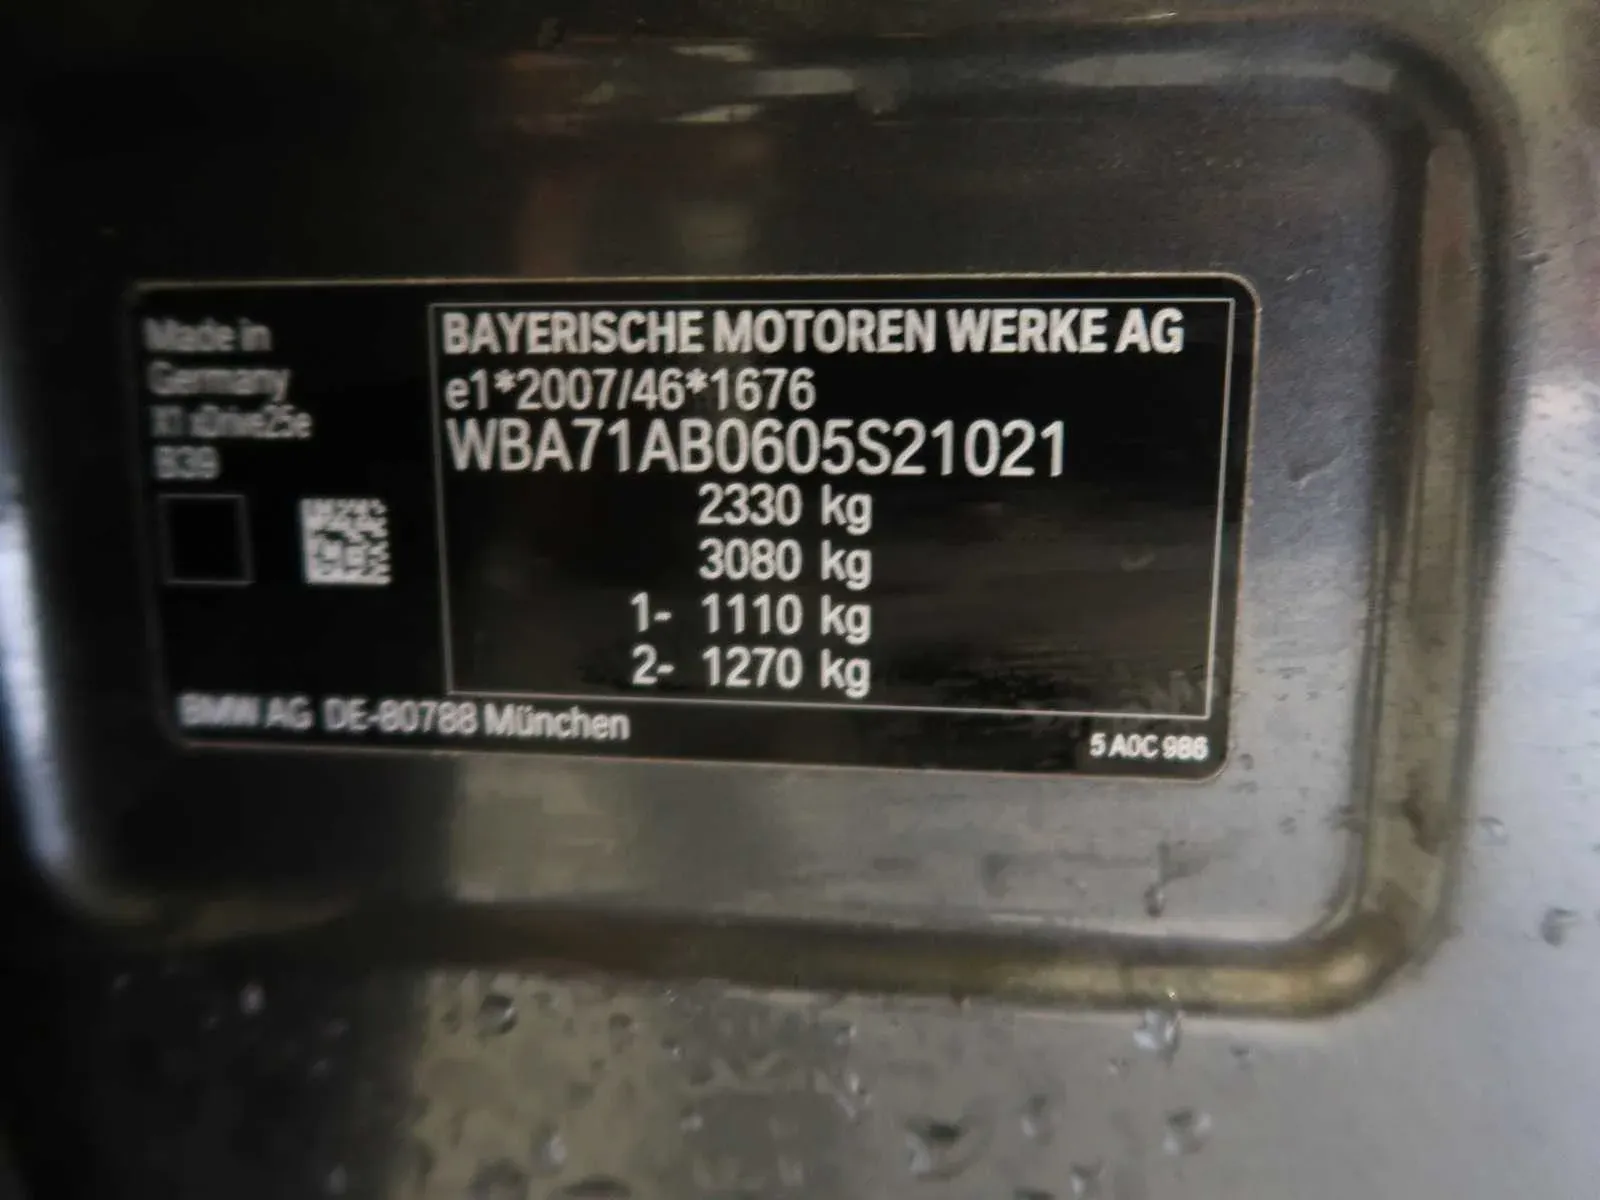 Made in
Germany
X1 xDrive25e
B39
BAYERISCHE MOTOREN WERKE AG
e1*2007/46*1676
WBA71AB0605S21021
2330 kg
3080 kg
1- 1110 kg
2- 1270 kg
BMW AG DE-80788 München
5 A0C 986